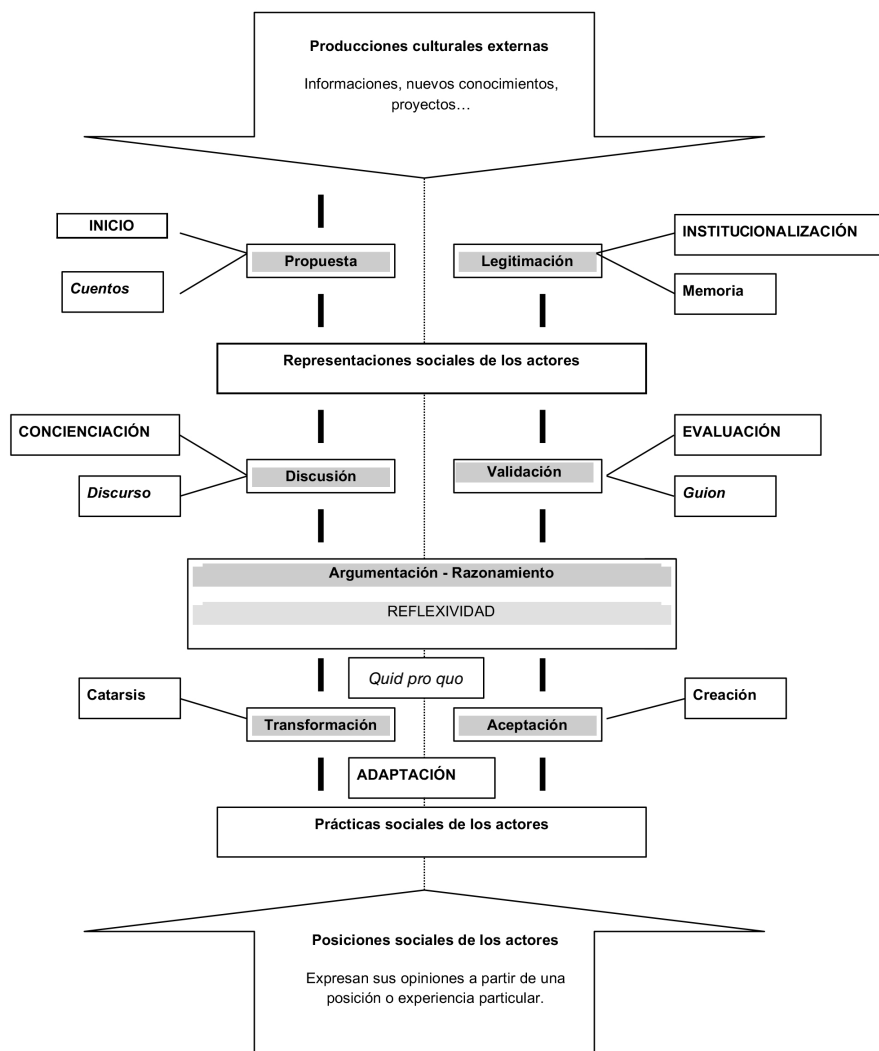 Producciones culturales externas
Informaciones, nuevos conocimientos,
proyectos…
INICIO
Propuesta
Cuentos
Legitimación
INSTITUCIONALIZACIÓN
Memoria
Representaciones sociales de los actores
CONCIENCIACIÓN
Discusión
Discurso
Validación
EVALUACIÓN
Guion
Argumentación - Razonamiento
REFLEXIVIDAD
Quid pro quo
Catarsis
Transformación
Aceptación
Creación
ADAPTACIÓN
Prácticas sociales de los actores
Posiciones sociales de los actores
Expresan sus opiniones a partir de una
posición o experiencia particular.